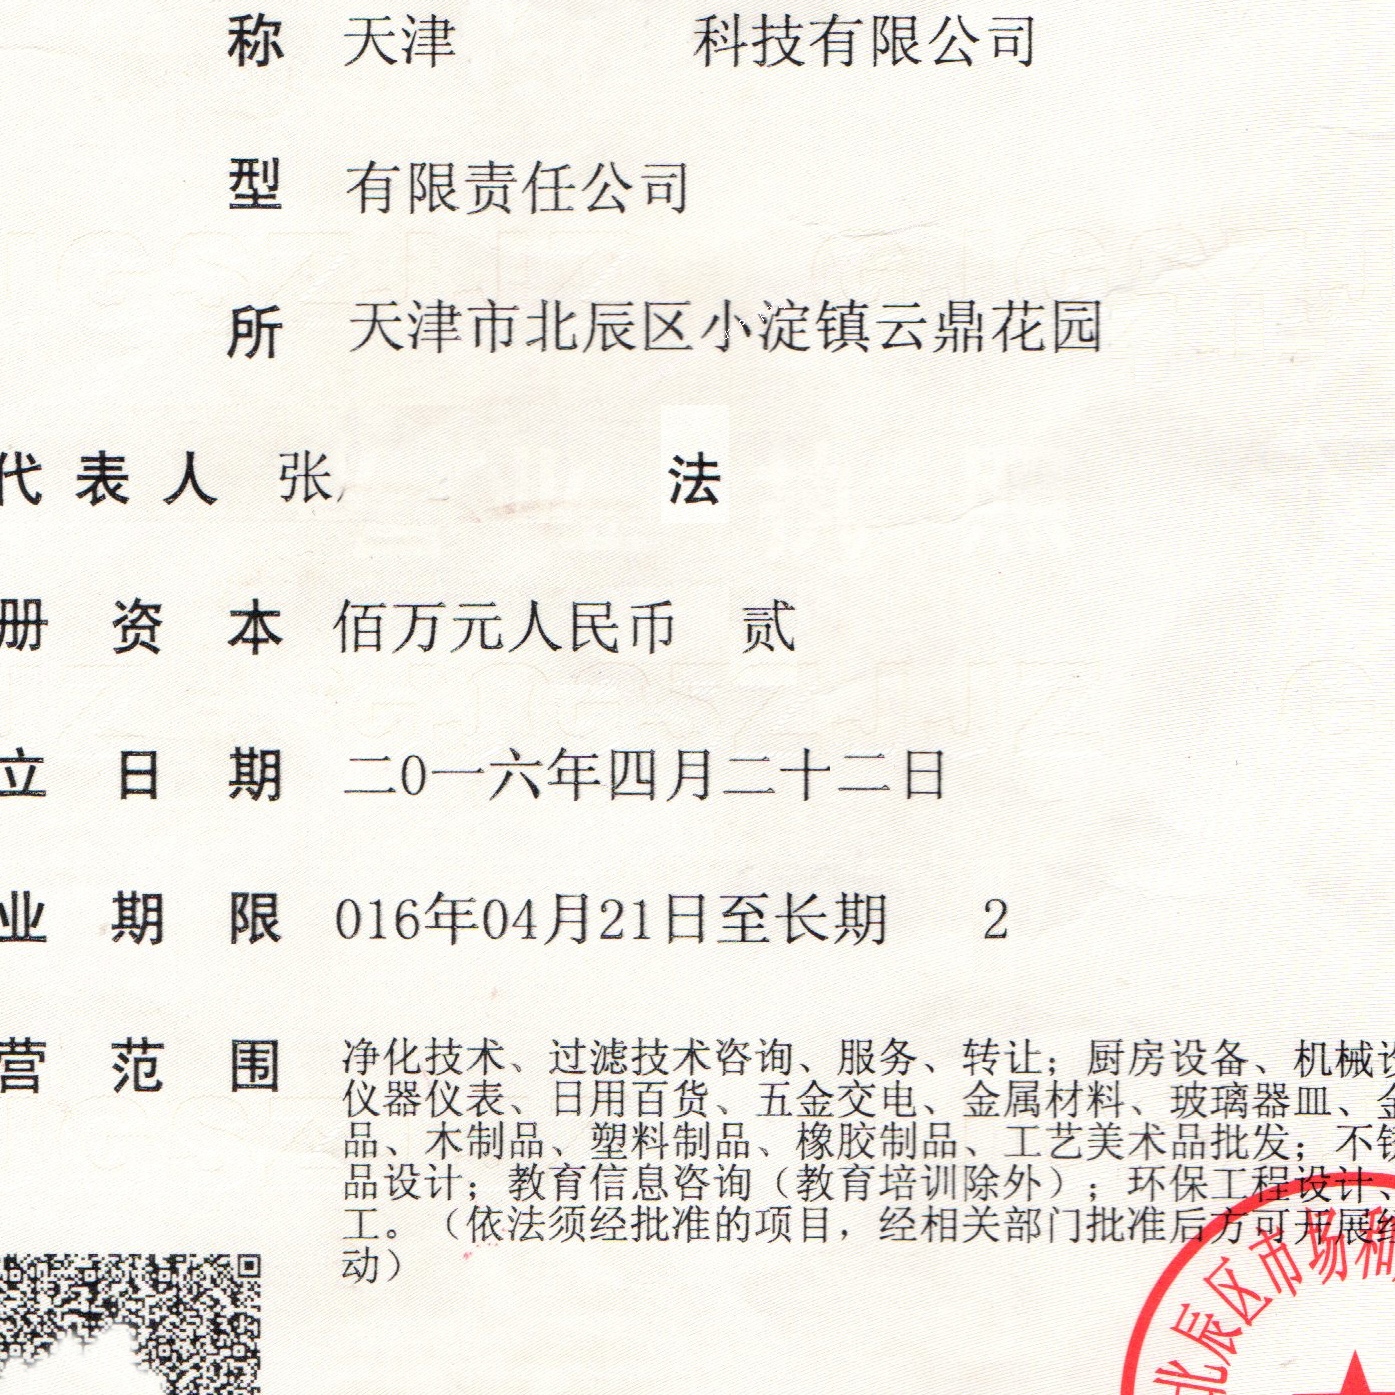 称 天津 科技有限公司
型 有限责任公司
所 天津市北辰区小淀镇云鼎花园
代表人 张 法
册资本 佰万元人民币 贰
立日期 二0一六年四月二十二日
业期限 016年04月21日至长期 2
营范围 净化技术、过滤技术咨询、服务、转让；厨房设备、机械设
仪器仪表、日用百货、五金交电、金属材料、玻璃器皿、金
品、木制品、塑料制品、橡胶制品、工艺美术品批发；不锈
品设计；教育信息咨询（教育培训除外）；环保工程设计、
工。（依法须经批准的项目，经相关部门批准后方可开展经
动）
北辰区市场和